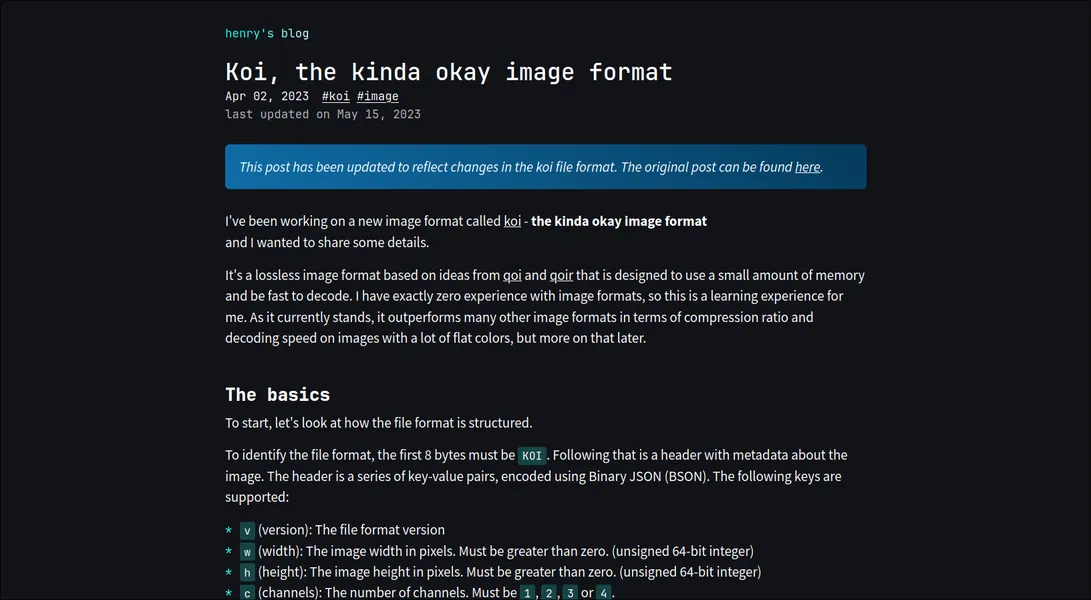 henry's blog
Koi, the kinda okay image format
Apr 02, 2023 #koi #image
last updated on May 15, 2023
This post has been updated to reflect changes in the koi file format. The original post can be found here.
I've been working on a new image format called koi - the kinda okay image format
and I wanted to share some details.
It's a lossless image format based on ideas from qoi and qoir that is designed to use a small amount of memory
and be fast to decode. I have exactly zero experience with image formats, so this is a learning experience for
me. As it currently stands, it outperforms many other image formats in terms of compression ratio and
decoding speed on images with a lot of flat colors, but more on that later.
The basics
To start, let's look at how the file format is structured.
To identify the file format, the first 8 bytes must be KOI. Following that is a header with metadata about the
image. The header is a series of key-value pairs, encoded using Binary JSON (BSON). The following keys are
supported:
* v (version): The file format version
* w (width): The image width in pixels. Must be greater than zero. (unsigned 64-bit integer)
* h (height): The image height in pixels. Must be greater than zero. (unsigned 64-bit integer)
* c (channels): The number of channels. Must be 1, 2, 3 or 4.